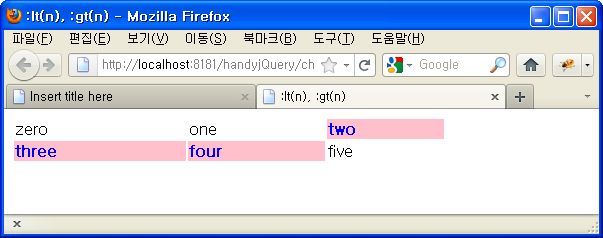 :lt(n), :gt(n) - Mozilla Firefox
파일(F) 편집(E) 보기(V) 이동(S) 북마크(B) 도구(T) 도움말(H)
http://localhost:8181/handyjQuery/ch Google
Insert title here :lt(n), :gt(n)
zero one two
three four five